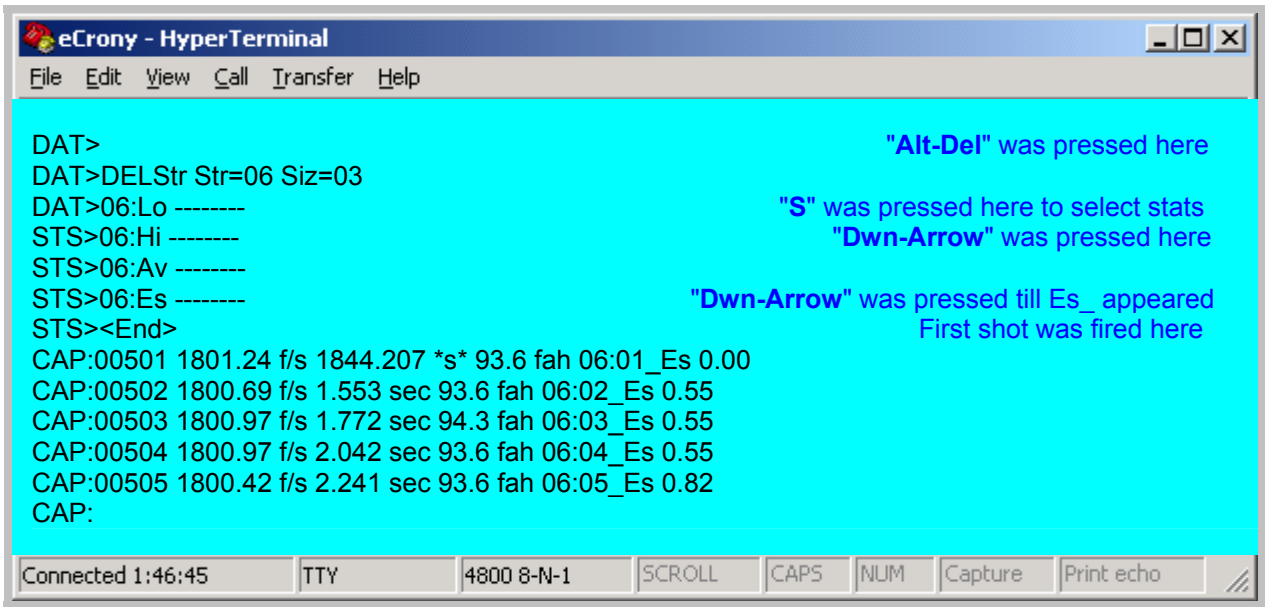 eCrony - HyperTerminal
File Edit View Call Transfer Help
DAT> "Alt-Del" was pressed here
DAT>DELStr Str=06 Siz=03
DAT>06:Lo -------- "S" was pressed here to select stats
STS>06:Hi -------- "Dwn-Arrow" was pressed here
STS>06:Av --------
STS>06:Es -------- "Dwn-Arrow" was pressed till Es_ appeared
STS><End> First shot was fired here
CAP:00501 1801.24 f/s 1844.207 *s* 93.6 fah 06:01_Es 0.00
CAP:00502 1800.69 f/s 1.553 sec 93.6 fah 06:02_Es 0.55
CAP:00503 1800.97 f/s 1.772 sec 94.3 fah 06:03_Es 0.55
CAP:00504 1800.97 f/s 2.042 sec 93.6 fah 06:04_Es 0.55
CAP:00505 1800.42 f/s 2.241 sec 93.6 fah 06:05_Es 0.82
CAP:
Connected 1:46:45 TTY 4800 8-N-1 SCROLL CAPS NUM Capture Print echo